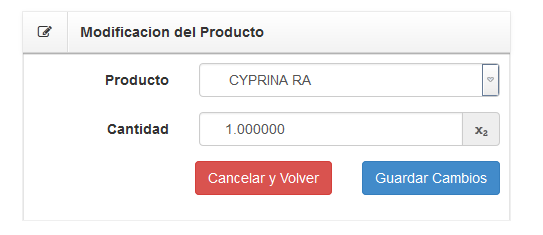 Modificacion del Producto
Producto CYPRINA RA
Cantidad 1.000000 x₂
Cancelar y Volver Guardar Cambios